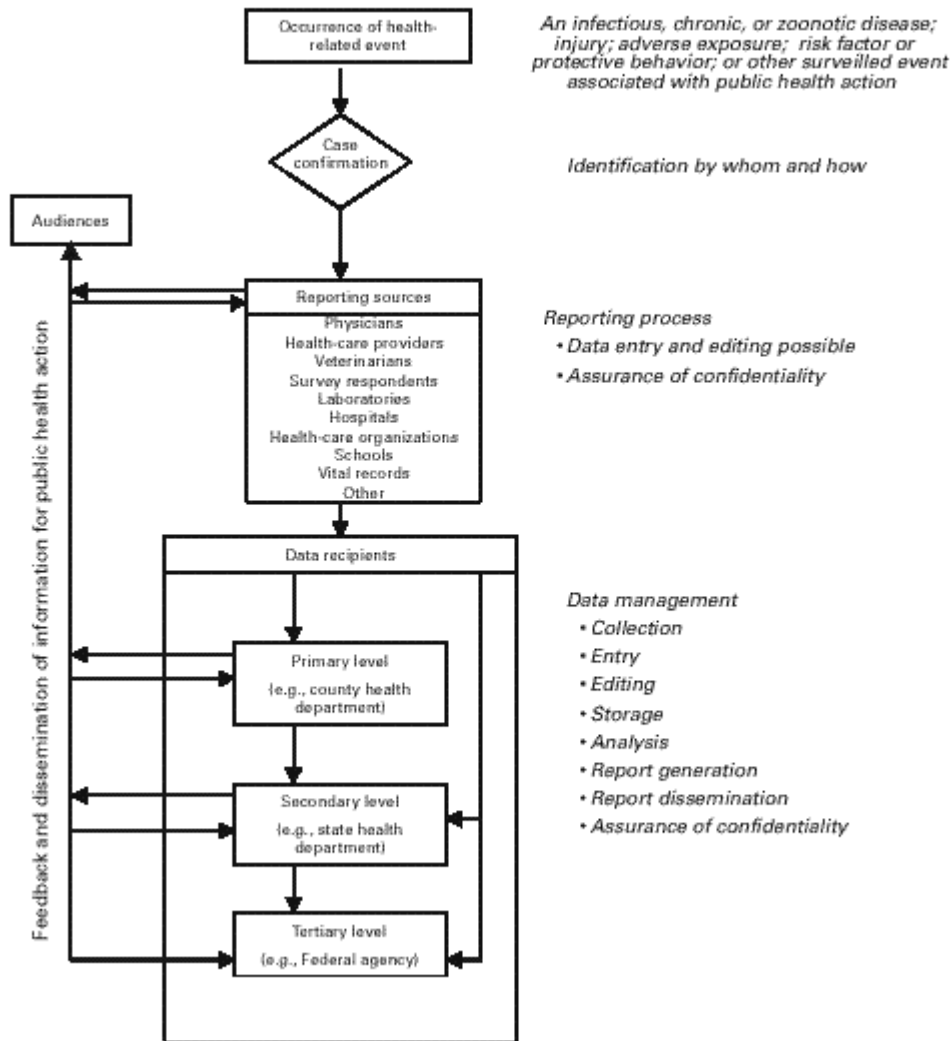 Occurrence of health-
related event
An infectious, chronic, or zoonotic disease;
injury; adverse exposure; risk factor or
protective behavior; or other surveilled event
associated with public health action
Case
confirmation
Identification by whom and how
Audiences
Reporting sources
Physicians
Health-care providers
Veterinarians
Survey respondents
Laboratories
Hospitals
Health-care organizations
Schools
Vital records
Other
Reporting process
• Data entry and editing possible
• Assurance of confidentiality
Feedback and dissemination of information for public health action
Data recipients
Primary level
(e.g., county health
department)
Secondary level
(e.g., state health
department)
Tertiary level
(e.g., Federal agency)
Data management
• Collection
• Entry
• Editing
• Storage
• Analysis
• Report generation
• Report dissemination
• Assurance of confidentiality